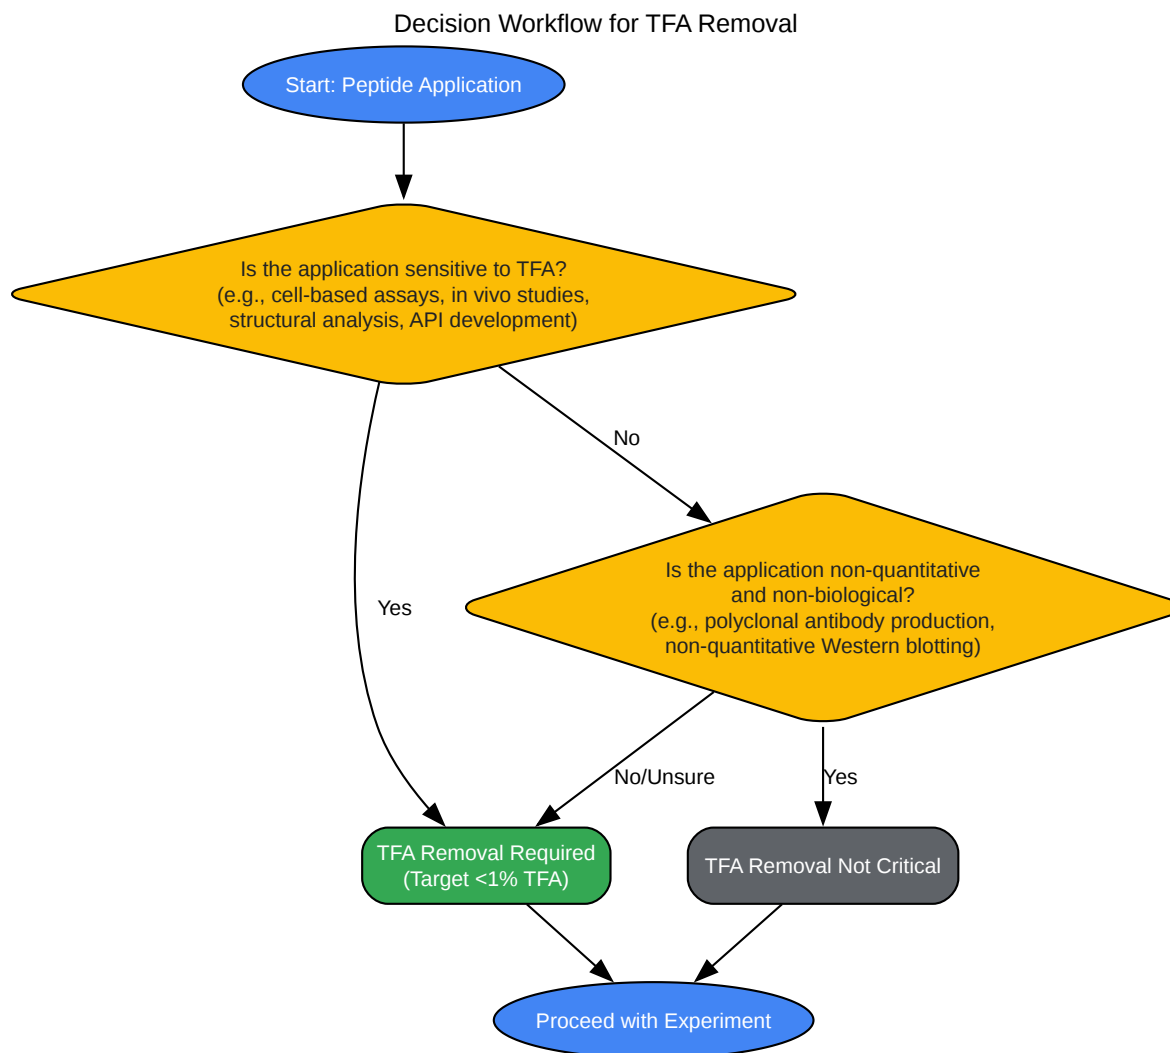 Decision Workflow for TFA Removal
Start: Peptide Application
Is the application sensitive to TFA?
(e.g., cell-based assays, in vivo studies,
structural analysis, API development)
No
Is the application non-quantitative
and non-biological?
(e.g., polyclonal antibody production,
non-quantitative Western blotting)
Yes
No/Unsure
Yes
TFA Removal Required
(Target <1% TFA)
TFA Removal Not Critical
Proceed with Experiment